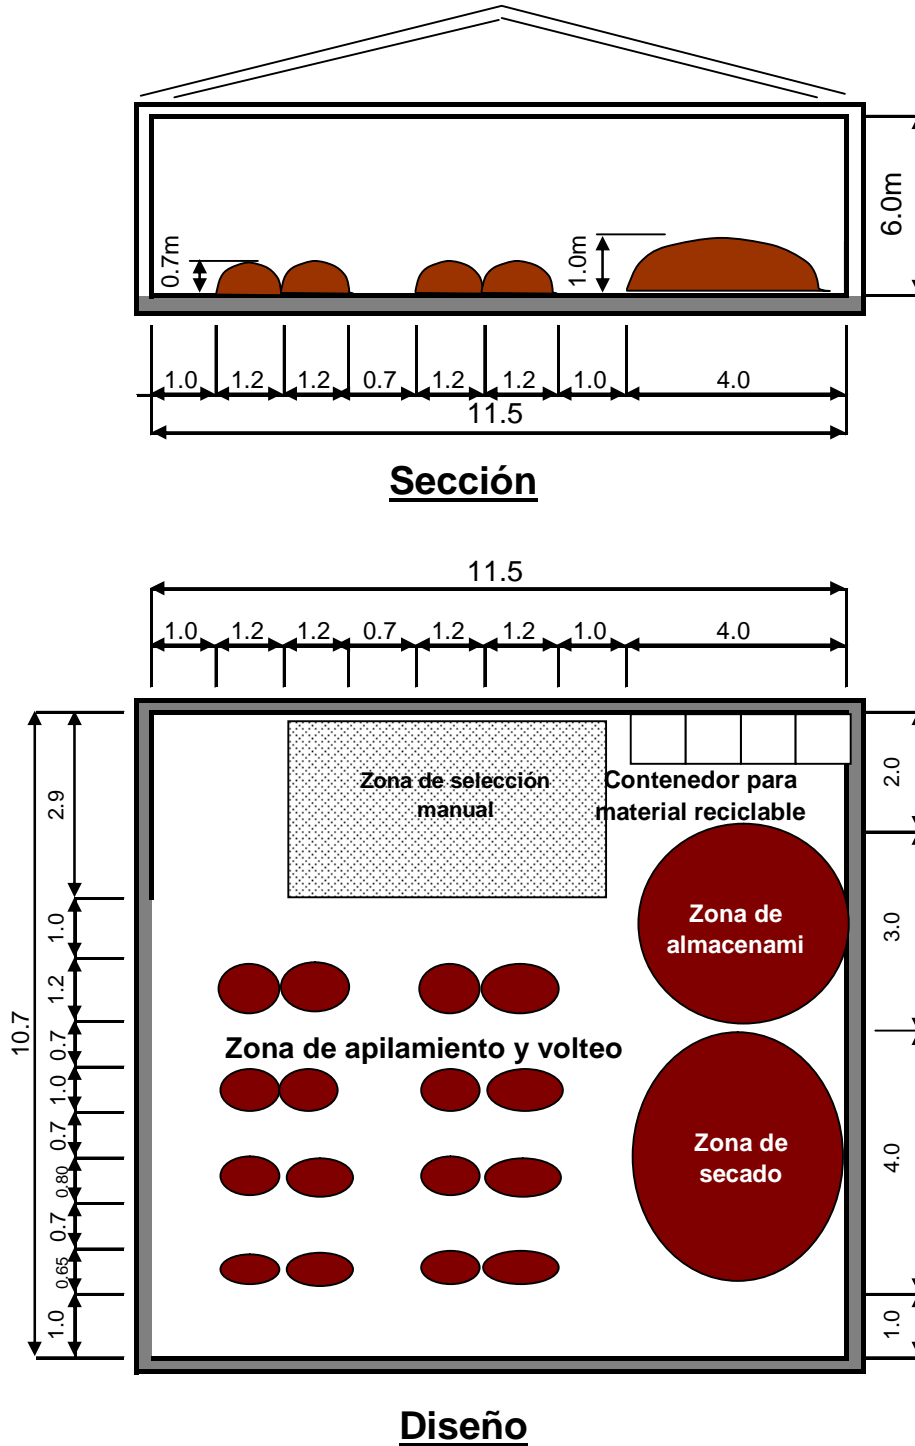 6.0m
0.7m
1.0m
1.0 1.2 1.2 0.7 1.2 1.2 1.0 4.0
11.5
Sección
11.5
1.0 1.2 1.2 0.7 1.2 1.2 1.0 4.0
Zona de selección
manual
Contenedor para
material reciclable
2.9
2.0
Zona de
almacenami
1.0
3.0
1.2
10.7
0.7
Zona de apilamiento y volteo
1.0
0.7
Zona de
secado
4.0
0.80
0.7
0.65
1.0
1.0
Diseño